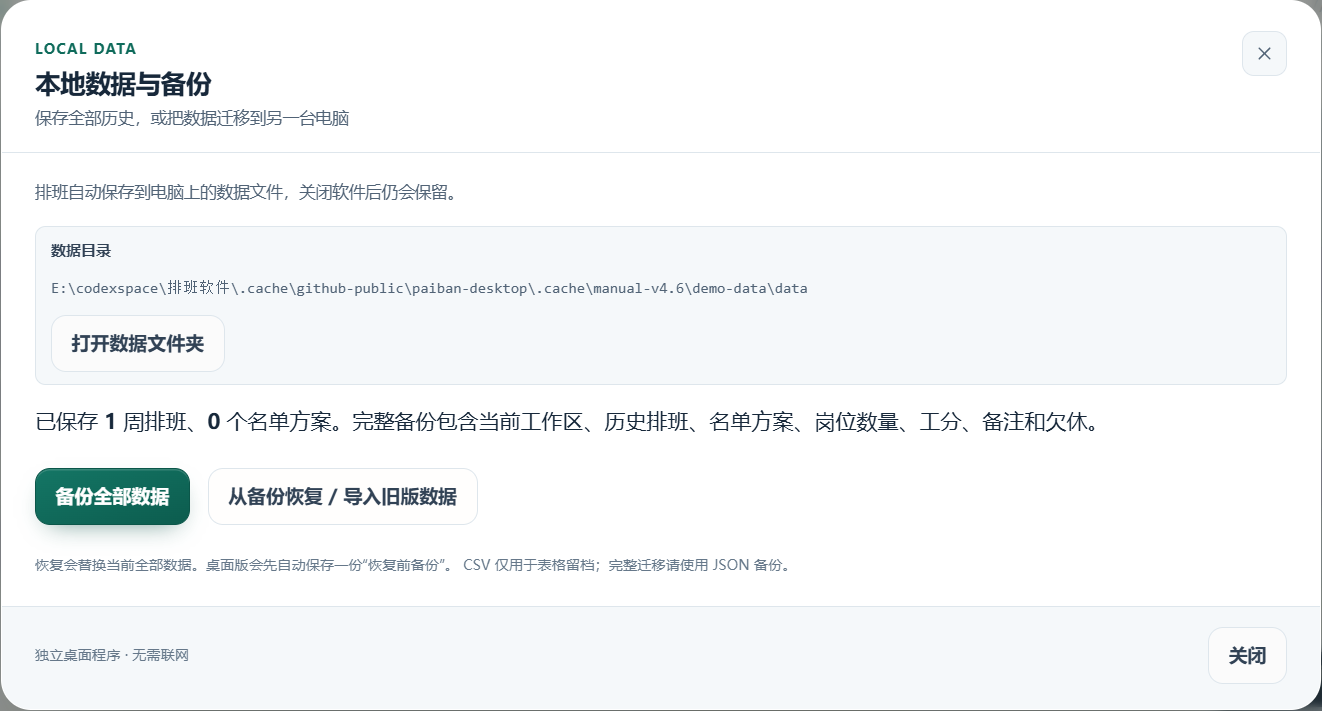 LOCAL DATA
本地数据与备份
保存全部历史，或把数据迁移到另一台电脑
排班自动保存到电脑上的数据文件，关闭软件后仍会保留。
数据目录
E:\codexspace\排班软件\.cache\github-public\paiban-desktop\.cache\manual-v4.6\demo-data\data
打开数据文件夹
已保存 1 周排班、0 个名单方案。完整备份包含当前工作区、历史排班、名单方案、岗位数量、工分、备注和欠休。
备份全部数据
从备份恢复 / 导入旧版数据
恢复会替换当前全部数据。桌面版会先自动保存一份“恢复前备份”。 CSV 仅用于表格留档；完整迁移请使用 JSON 备份。
独立桌面程序 · 无需联网
关闭